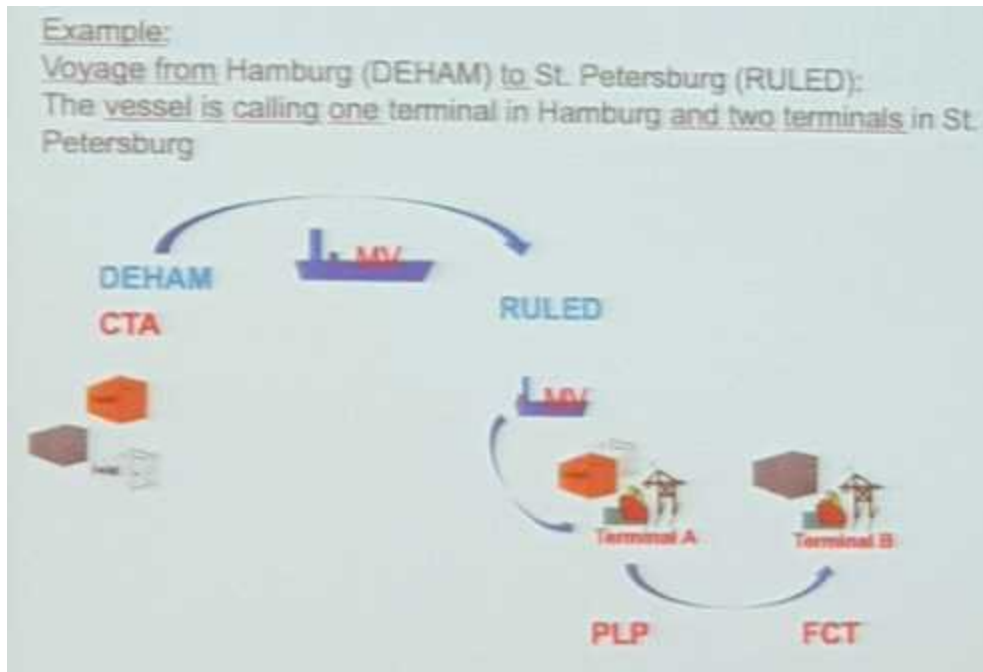 Example:
Voyage from Hamburg (DEHAM) to St. Petersburg (RULED):
The vessel is calling one terminal in Hamburg and two terminals in St.
Petersburg
MV
DEHAM
RULED
CTA
MV
Terminal A
Terminal B
PLP
FCT